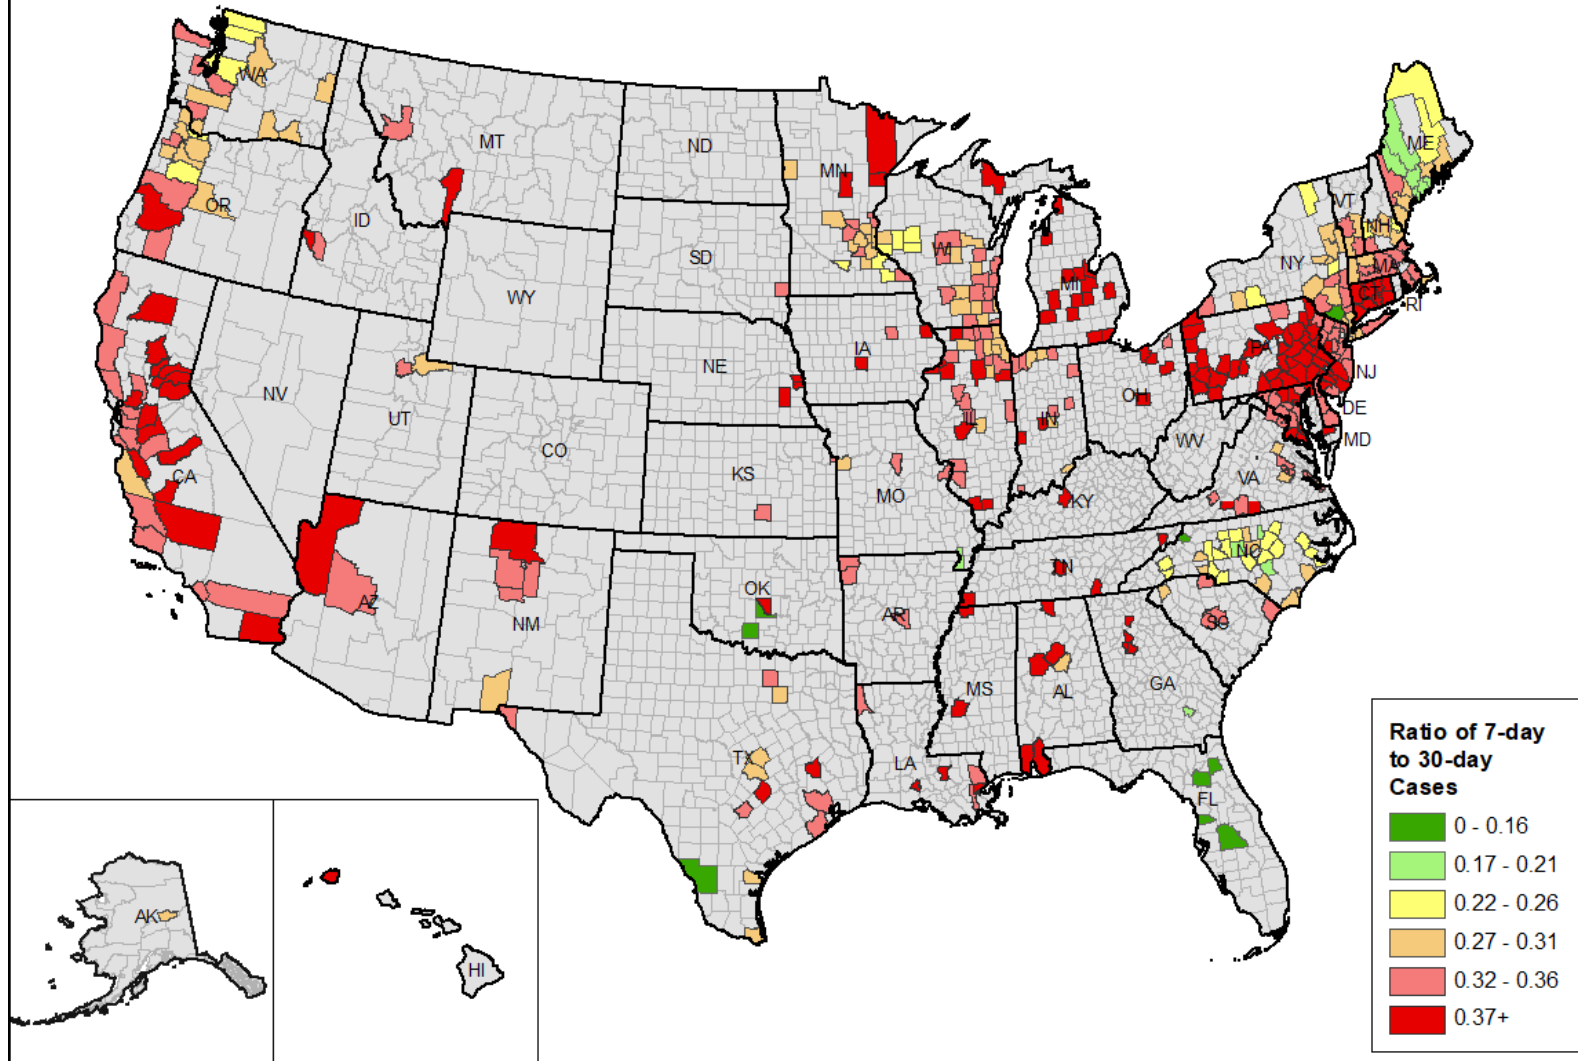 WA
MT
ND
MN
ME
OR
ID
VT
NH
WI
NY
MA
SD
MI
CT
RI
WY
IA
PA
NE
NJ
NV
OH
UT
IL
IN
DE
MD
CO
WV
CA
KS
MO
VA
KY
NC
TN
OK
AZ
AR
NM
SC
MS
AL
GA
TX
LA
FL
AK
HI
Ratio of 7-day
to 30-day
Cases
0 - 0.16
0.17 - 0.21
0.22 - 0.26
0.27 - 0.31
0.32 - 0.36
0.37+